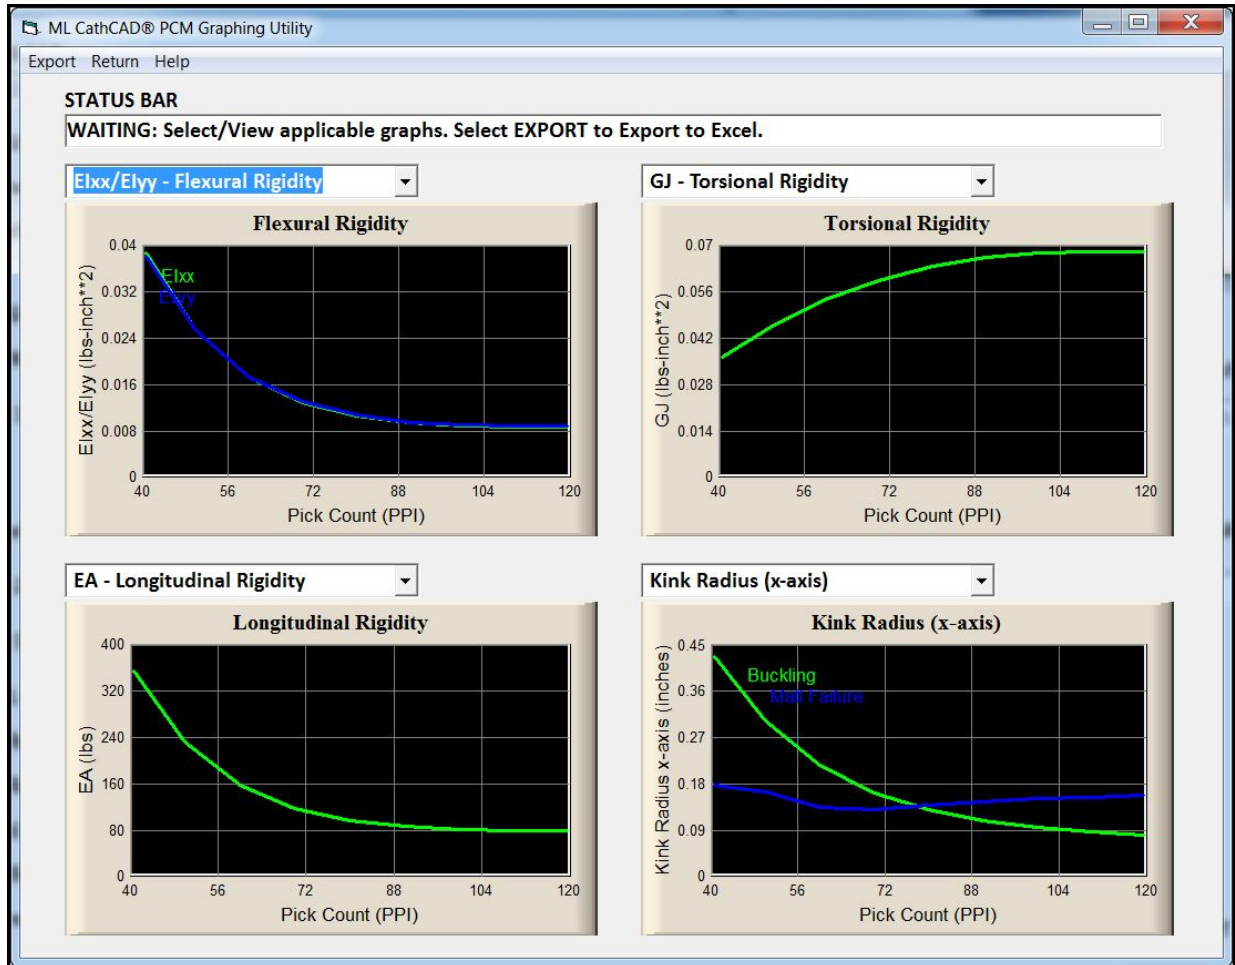 ML CathCAD® PCM Graphing Utility
Export Return Help
STATUS BAR
WAITING: Select/View applicable graphs. Select EXPORT to Export to Excel.
EIxx/EIyy - Flexural Rigidity
GJ - Torsional Rigidity
Flexural Rigidity
EIxx/EIyy (lbs-inch**2)
0.04
0.032
0.024
0.016
0.008
0
EIxx
EIyy
40 56 72 88 104 120
Pick Count (PPI)
Torsional Rigidity
GJ (lbs-inch**2)
0.07
0.056
0.042
0.028
0.014
0
40 56 72 88 104 120
Pick Count (PPI)
EA - Longitudinal Rigidity
Kink Radius (x-axis)
Longitudinal Rigidity
EA (lbs)
400
320
240
160
80
0
40 56 72 88 104 120
Pick Count (PPI)
Kink Radius (x-axis)
Kink Radius x-axis (inches)
0.45
0.36
0.27
0.18
0.09
0
Buckling
Matl Failure
40 56 72 88 104 120
Pick Count (PPI)